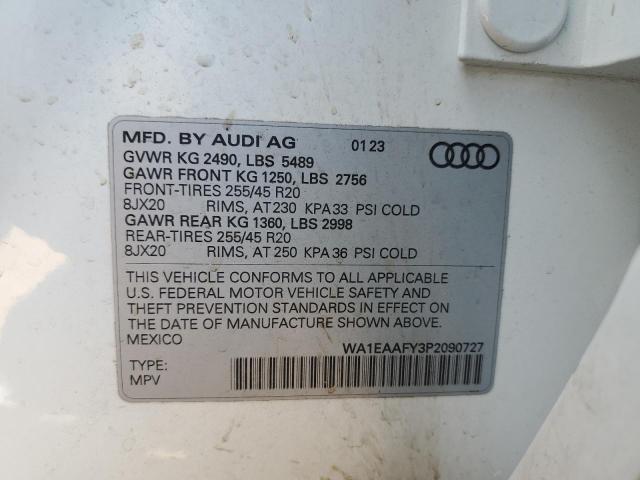 MFD. BY AUDI AG 01 23
GVWR KG 2490, LBS 5489
GAWR FRONT KG 1250, LBS 2756
FRONT-TIRES 255/45 R20
8JX20 RIMS, AT 230 KPA 33 PSI COLD
GAWR REAR KG 1360, LBS 2998
REAR-TIRES 255/45 R20
8JX20 RIMS, AT 250 KPA 36 PSI COLD
THIS VEHICLE CONFORMS TO ALL APPLICABLE
U.S. FEDERAL MOTOR VEHICLE SAFETY AND
THEFT PREVENTION STANDARDS IN EFFECT ON
THE DATE OF MANUFACTURE SHOWN ABOVE.
MEXICO WA1EAAFY3P2090727
TYPE:
MPV